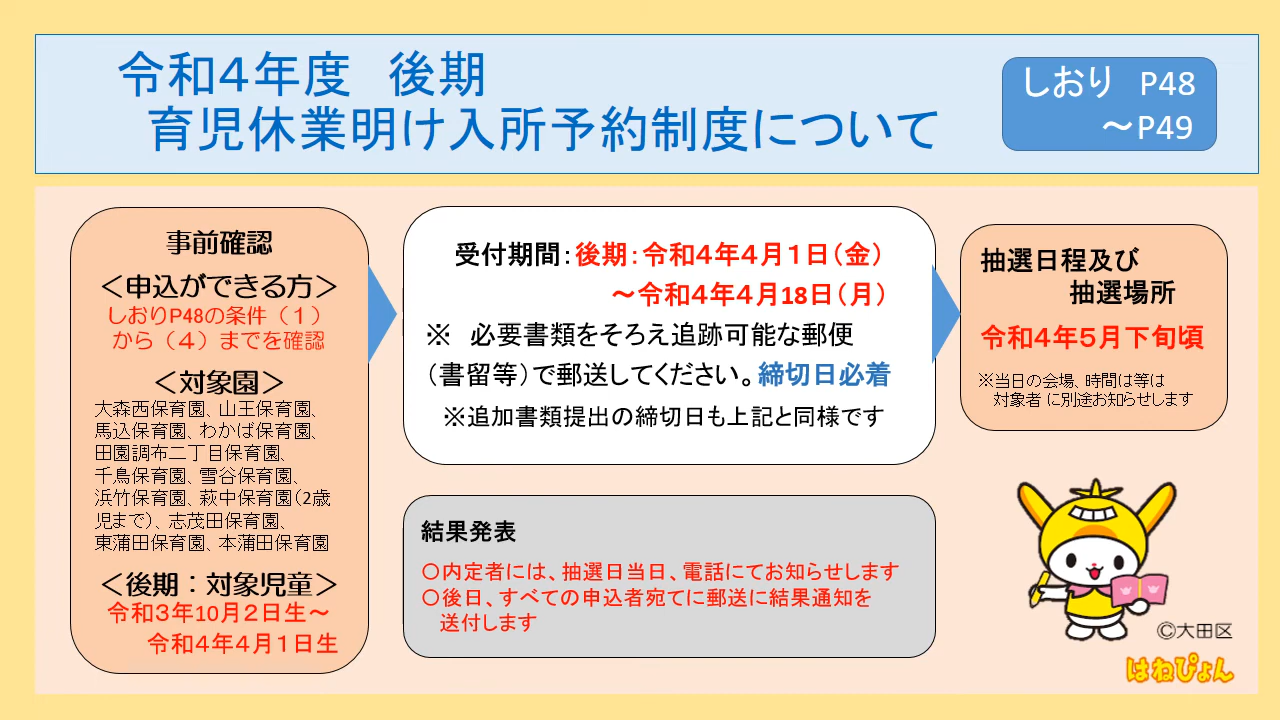 令和４年度　後期
育児休業明け入所予約制度について
しおり　P48
～P49
事前確認
＜申込ができる方＞
しおりP48の条件（１）
から（４）までを確認
＜対象園＞
大森西保育園、山王保育園、
馬込保育園、わかば保育園、
田園調布二丁目保育園、
千鳥保育園、雪谷保育園、
浜竹保育園、萩中保育園（2歳
児まで）、志茂田保育園、
東蒲田保育園、本蒲田保育園
＜後期：対象児童＞
令和３年10月２日生～
令和４年４月１日生
受付期間：後期：令和４年４月１日（金）
～令和４年４月18日（月）
※　必要書類をそろえ追跡可能な郵便
（書留等）で郵送してください。締切日必着
※追加書類提出の締切日も上記と同様です
結果発表
〇内定者には、抽選日当日、電話にてお知らせします
〇後日、すべての申込者宛てに郵送に結果通知を
送付します
抽選日程及び
抽選場所
令和４年５月下旬頃
※当日の会場、時間は等は
対象者 に別途お知らせします
©大田区
はねぴょん